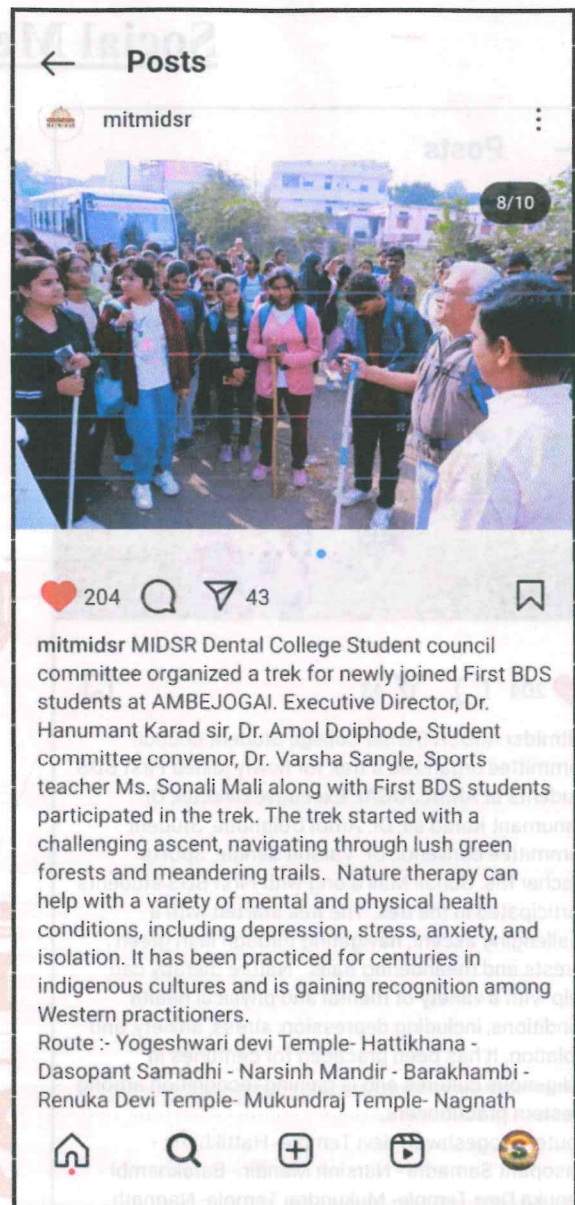 Posts
mitmidsr
8/10
204
43
mitmidsr MIDSR Dental College Student council
committee organized a trek for newly joined First BDS
students at AMBEJOGAI. Executive Director, Dr.
Hanumant Karad sir, Dr. Amol Doiphode, Student
committee convenor, Dr. Varsha Sangle, Sports
teacher Ms. Sonali Mali along with First BDS students
participated in the trek. The trek started with a
challenging ascent, navigating through lush green
forests and meandering trails.  Nature therapy can
help with a variety of mental and physical health
conditions, including depression, stress, anxiety, and
isolation. It has been practiced for centuries in
indigenous cultures and is gaining recognition among
Western practitioners.
Route :- Yogeshwari devi Temple- Hattikhana -
Dasopant Samadhi - Narsinh Mandir - Barakhambi -
Renuka Devi Temple- Mukundraj Temple- Nagnath